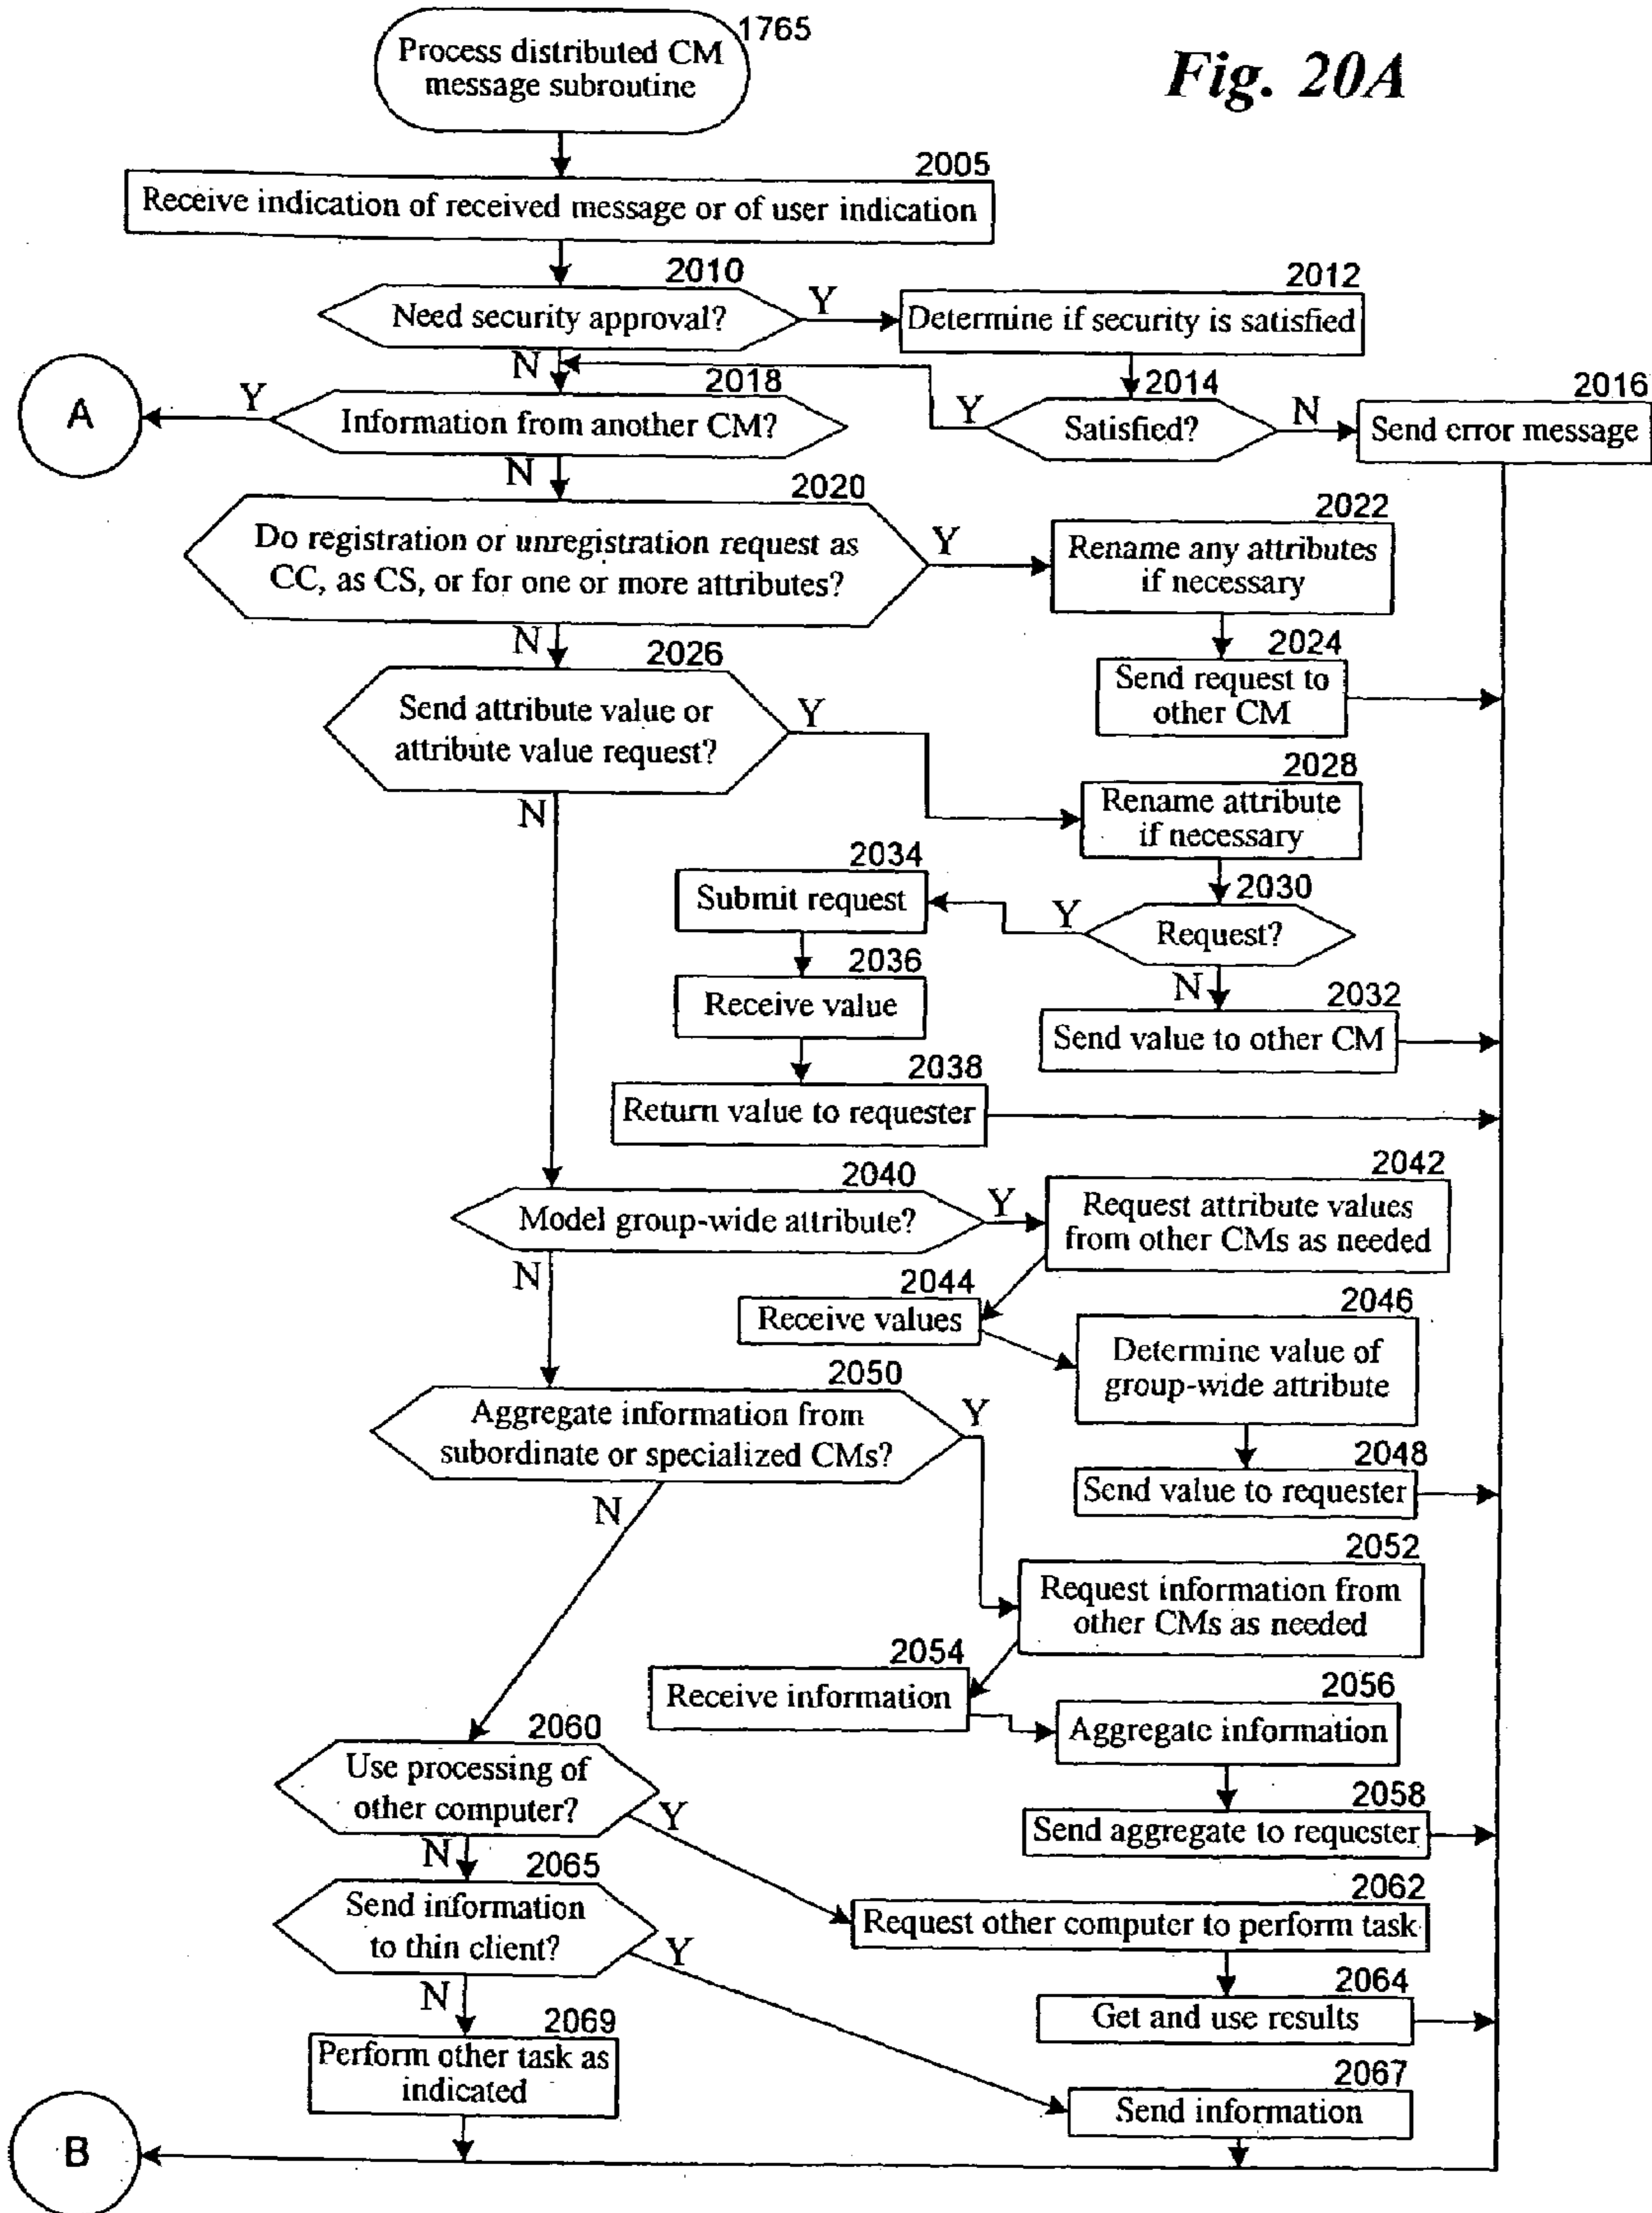 Fig. 20A
1765
Process distributed CM
message subroutine
2005
Receive indication of received message or of user indication
2010
Need security approval?
Y
N
2012
Determine if security is satisfied
2014
Satisfied?
Y
N
2016
Send error message
2018
Information from another CM?
Y
A
N
2020
Do registration or unregistration request as
CC, as CS, or for one or more attributes?
Y
N
2022
Rename any attributes
if necessary
2024
Send request to
other CM
2026
Send attribute value or
attribute value request?
Y
N
2028
Rename attribute
if necessary
2030
Request?
Y
N
2034
Submit request
2036
Receive value
2032
Send value to other CM
2038
Return value to requester
2040
Model group-wide attribute?
Y
N
2042
Request attribute values
from other CMs as needed
2044
Receive values
2046
Determine value of
group-wide attribute
2048
Send value to requester
2050
Aggregate information from
subordinate or specialized CMs?
Y
N
2052
Request information from
other CMs as needed
2054
Receive information
2056
Aggregate information
2058
Send aggregate to requester
2060
Use processing of
other computer?
Y
N
2062
Request other computer to perform task
2064
Get and use results
2065
Send information
to thin client?
Y
N
2067
Send information
2069
Perform other task as
indicated
B